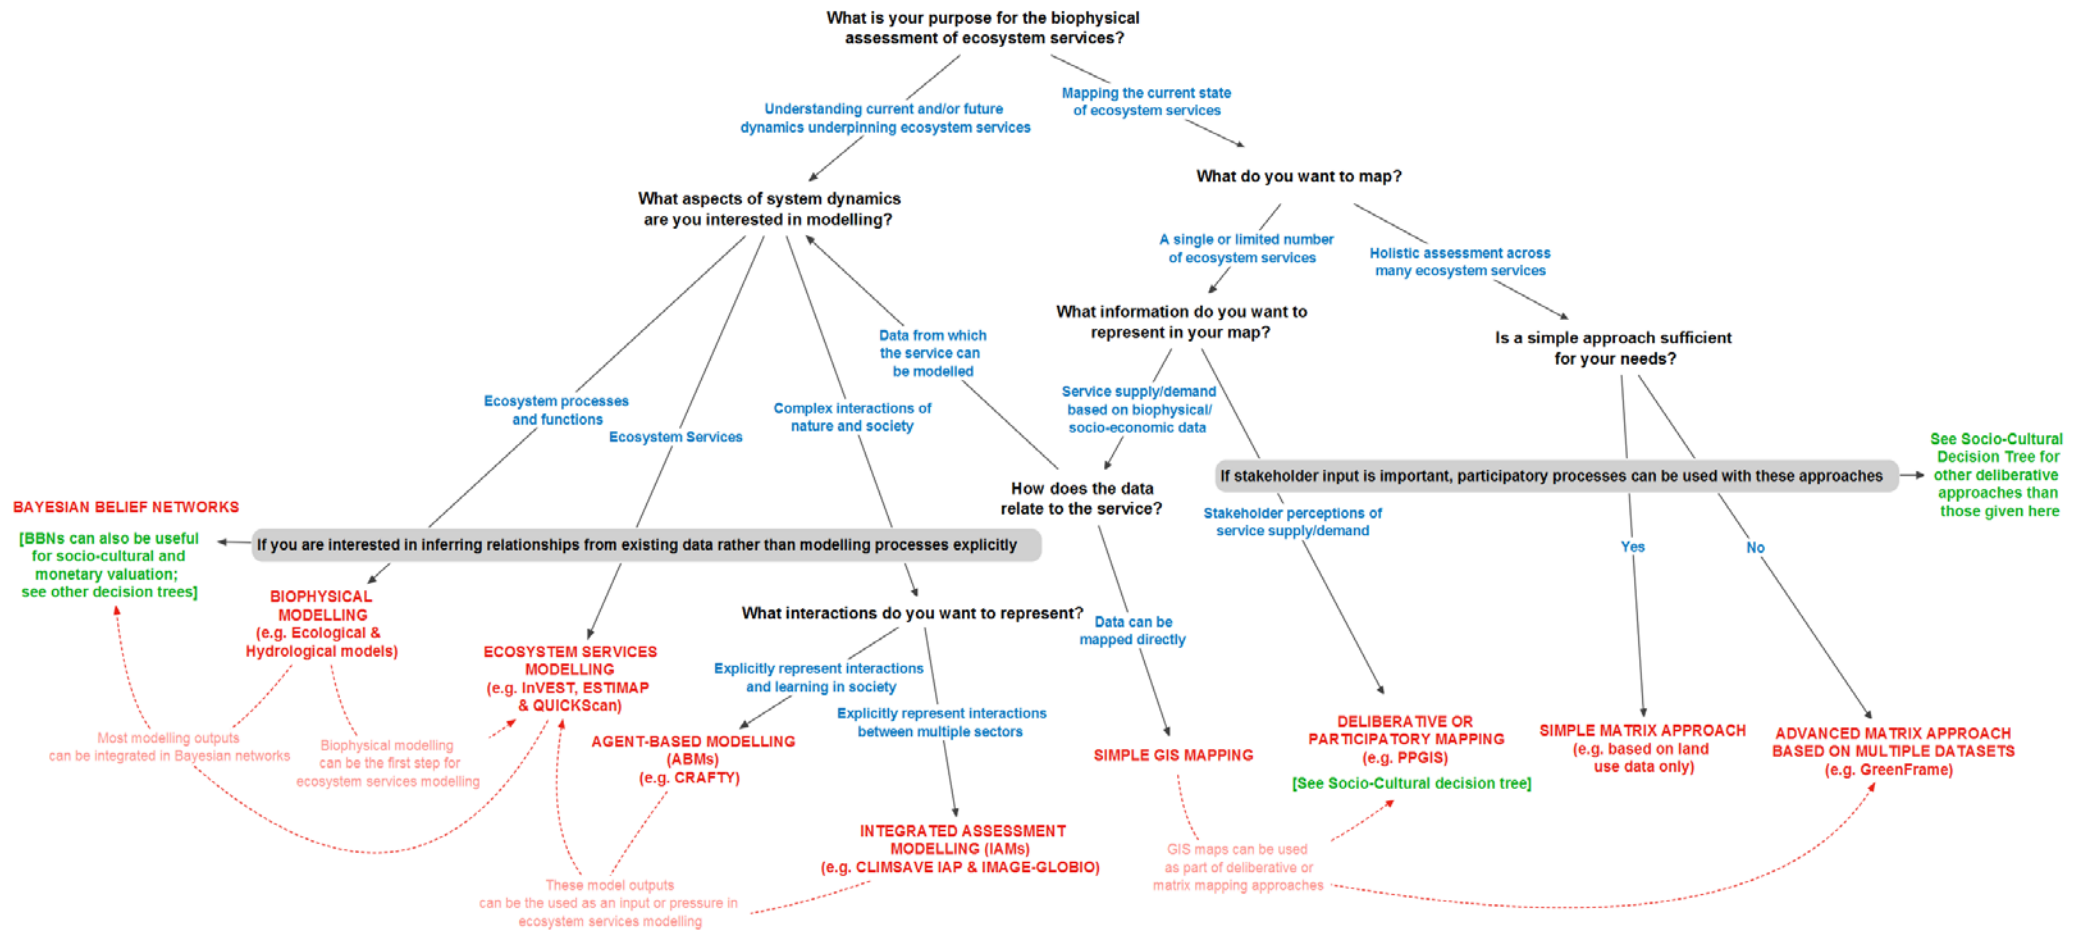 What is your purpose for the biophysical
assessment of ecosystem services?
Understanding current and/or future
dynamics underpinning ecosystem services
Mapping the current state
of ecosystem services
What do you want to map?
What aspects of system dynamics
are you interested in modelling?
A single or limited number
of ecosystem services
Holistic assessment across
many ecosystem services
What information do you want to
represent in your map?
Is a simple approach sufficient
for your needs?
Data from which
the service can
be modelled
Service supply/demand
based on biophysical/
socio-economic data
Ecosystem processes
and functions
Ecosystem Services
Complex interactions of
nature and society
See Socio-Cultural
Decision Tree for
other deliberative
approaches than
those given here
If stakeholder input is important, participatory processes can be used with these approaches
How does the data
relate to the service?
Stakeholder perceptions of
service supply/demand
Yes
No
BAYESIAN BELIEF NETWORKS
[BBNs can also be useful
for socio-cultural and
monetary valuation;
see other decision trees]
If you are interested in inferring relationships from existing data rather than modelling processes explicitly
BIOPHYSICAL
MODELLING
(e.g. Ecological &
Hydrological models)
What interactions do you want to represent?
Data can be
mapped directly
ECOSYSTEM SERVICES
MODELLING
(e.g. InVEST, ESTIMAP
& QUICKScan)
Explicitly represent interactions
and learning in society
Explicitly represent interactions
between multiple sectors
Most modelling outputs
can be integrated in Bayesian networks
Biophysical modelling
can be the first step for
ecosystem services modelling
AGENT-BASED MODELLING
(ABMs)
(e.g. CRAFTY)
SIMPLE GIS MAPPING
DELIBERATIVE OR
PARTICIPATORY MAPPING
(e.g. PPGIS)
[See Socio-Cultural decision tree]
SIMPLE MATRIX APPROACH
(e.g. based on land
use data only)
ADVANCED MATRIX APPROACH
BASED ON MULTIPLE DATASETS
(e.g. GreenFrame)
INTEGRATED ASSESSMENT
MODELLING (IAMs)
(e.g. CLIMSAVE IAP & IMAGE-GLOBIO)
GIS maps can be used
as part of deliberative or
matrix mapping approaches
These model outputs
can be the used as an input or pressure in
ecosystem services modelling